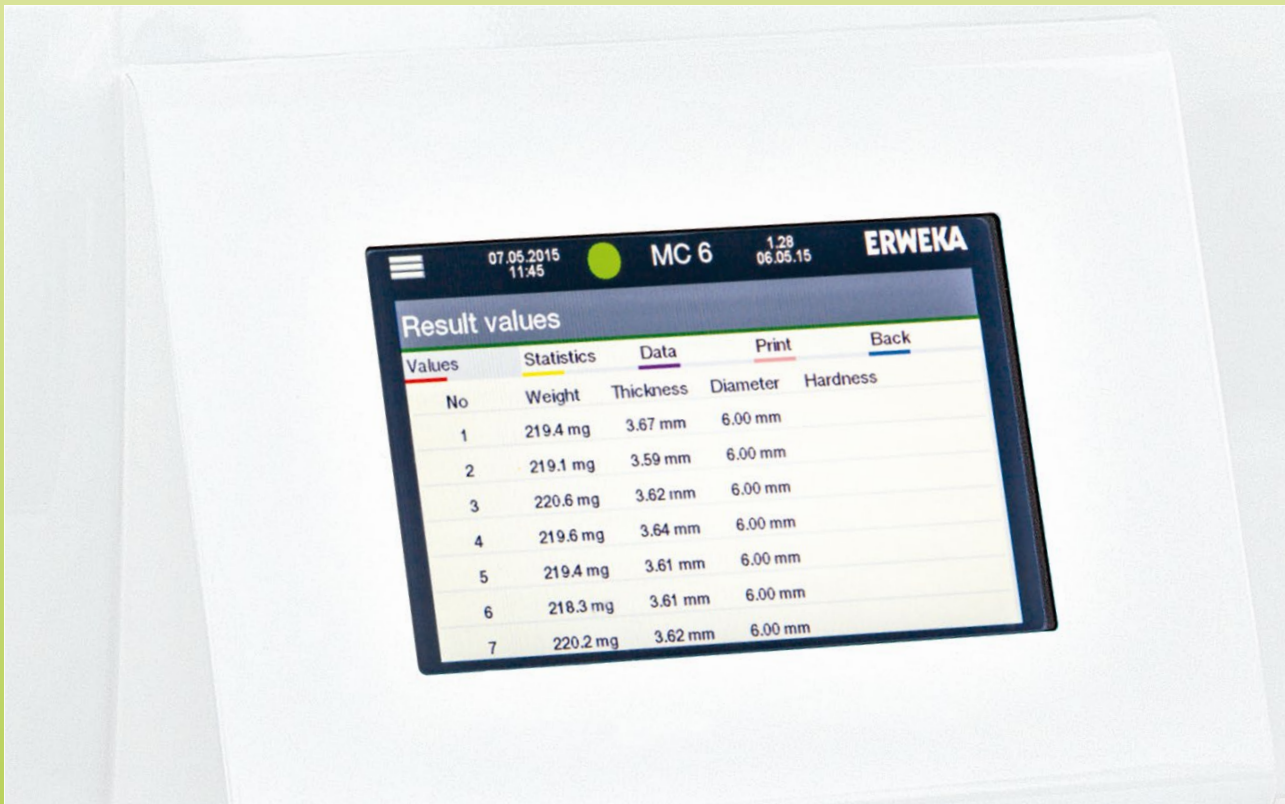 07.05.2015 MC 6 1.28 ERWEKA
11:45 06.05.15
Result values
Values Statistics Data Print Back
No Weight Thickness Diameter Hardness
1 219.4 mg 3.67 mm 6.00 mm
2 219.1 mg 3.59 mm 6.00 mm
3 220.6 mg 3.62 mm 6.00 mm
4 219.6 mg 3.64 mm 6.00 mm
5 219.4 mg 3.61 mm 6.00 mm
6 218.3 mg 3.61 mm 6.00 mm
7 220.2 mg 3.62 mm 6.00 mm